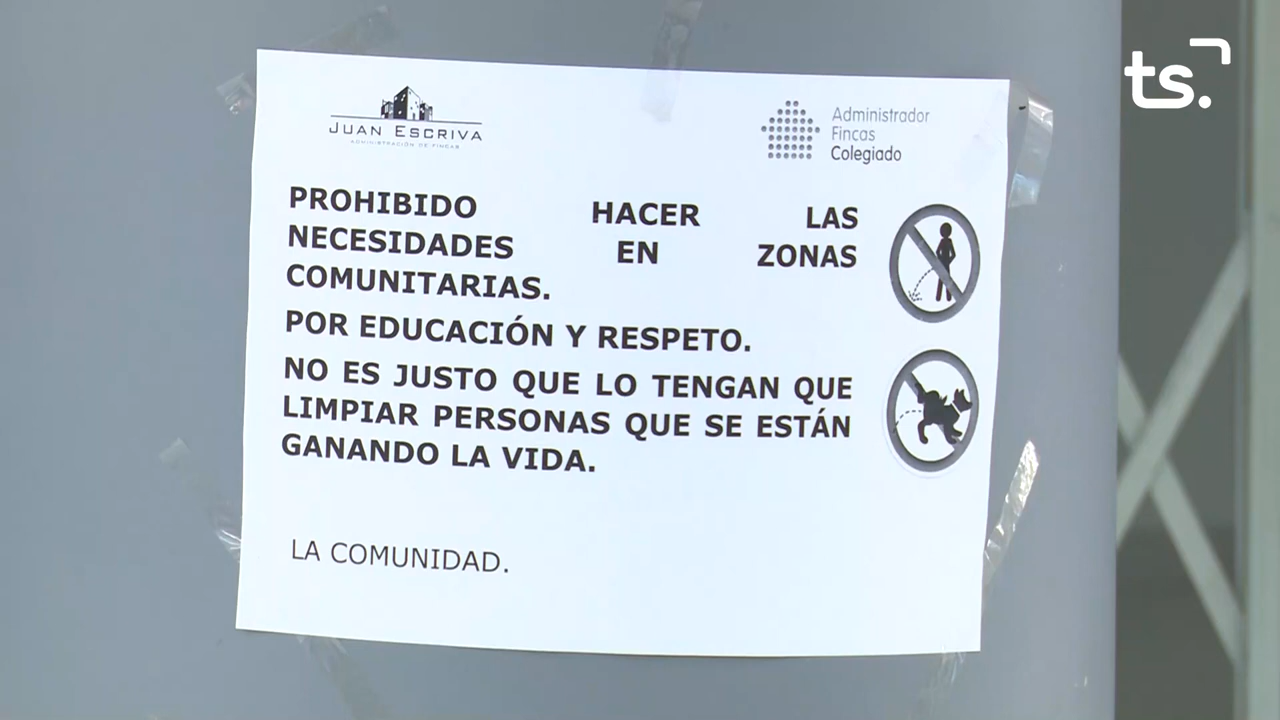 ts.
JUAN ESCRIVA
ADMINISTRACIÓN DE FINCAS
Administrador
Fincas
Colegiado
PROHIBIDO HACER LAS
NECESIDADES EN ZONAS
COMUNITARIAS.
POR EDUCACIÓN Y RESPETO.
NO ES JUSTO QUE LO TENGAN QUE
LIMPIAR PERSONAS QUE SE ESTÁN
GANANDO LA VIDA.
LA COMUNIDAD.